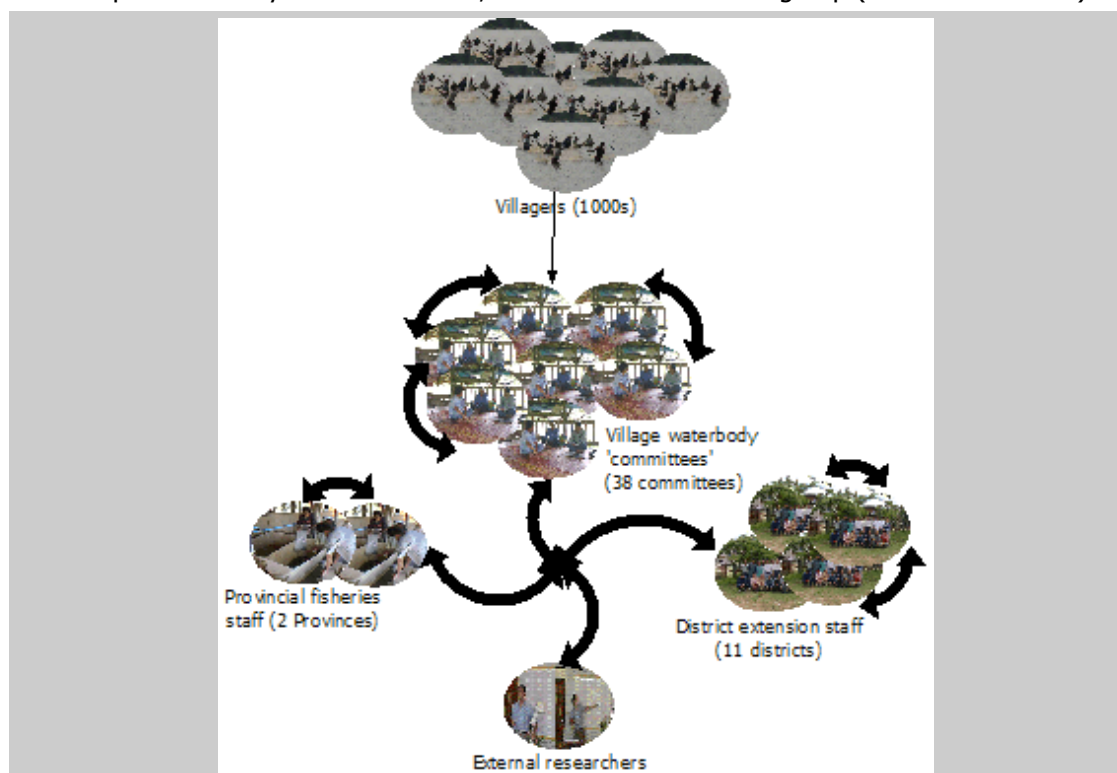 Villagers (1000s)
Village waterbody
'committees'
(38 committees)
Provincial fisheries
staff (2 Provinces)
District extension staff
(11 districts)
External researchers